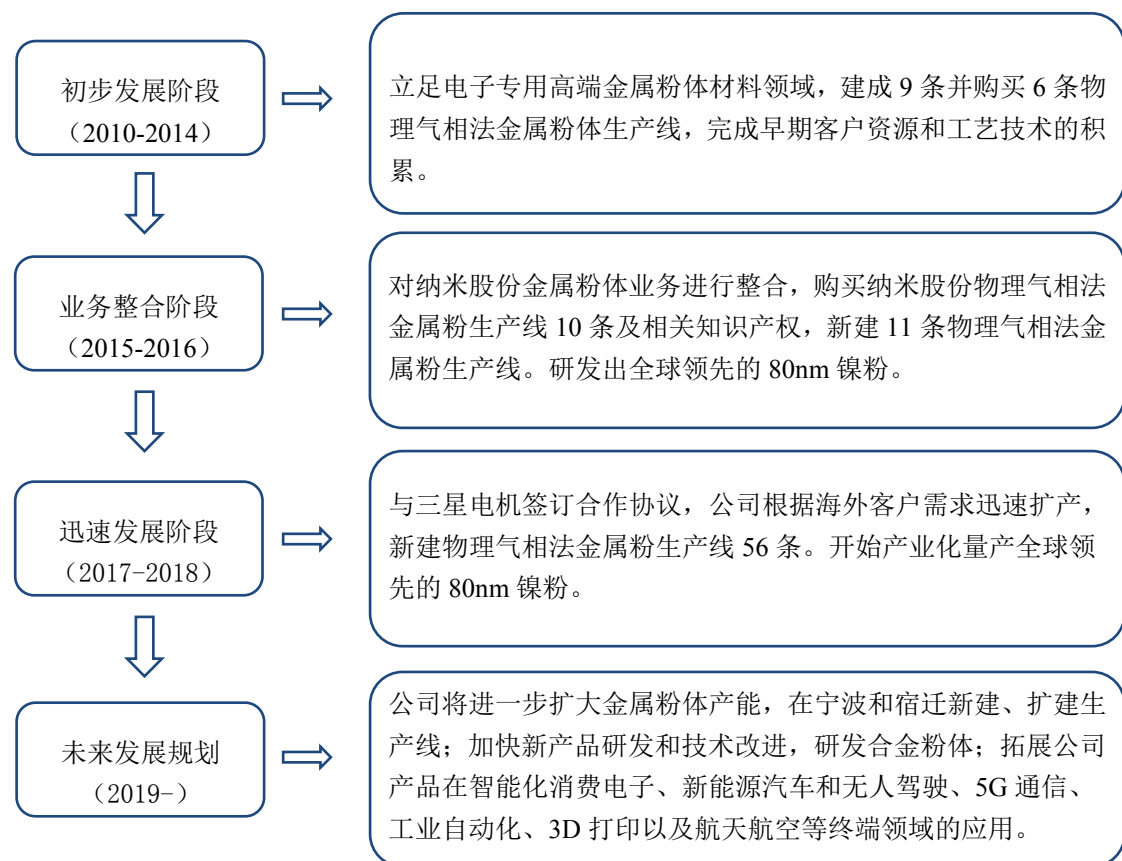 初步发展阶段
（2010-2014）
立足电子专用高端金属粉体材料领域，建成 9 条并购买 6 条物
理气相法金属粉体生产线，完成早期客户资源和工艺技术的积
累。
业务整合阶段
（2015-2016）
对纳米股份金属粉体业务进行整合，购买纳米股份物理气相法
金属粉生产线 10 条及相关知识产权，新建 11 条物理气相法金
属粉生产线。研发出全球领先的 80nm 镍粉。
迅速发展阶段
（2017-2018）
与三星电机签订合作协议，公司根据海外客户需求迅速扩产，
新建物理气相法金属粉生产线 56 条。开始产业化量产全球领
先的 80nm 镍粉。
未来发展规划
（2019-）
公司将进一步扩大金属粉体产能，在宁波和宿迁新建、扩建生
产线；加快新产品研发和技术改进，研发合金粉体；拓展公司
产品在智能化消费电子、新能源汽车和无人驾驶、5G 通信、
工业自动化、3D 打印以及航天航空等终端领域的应用。